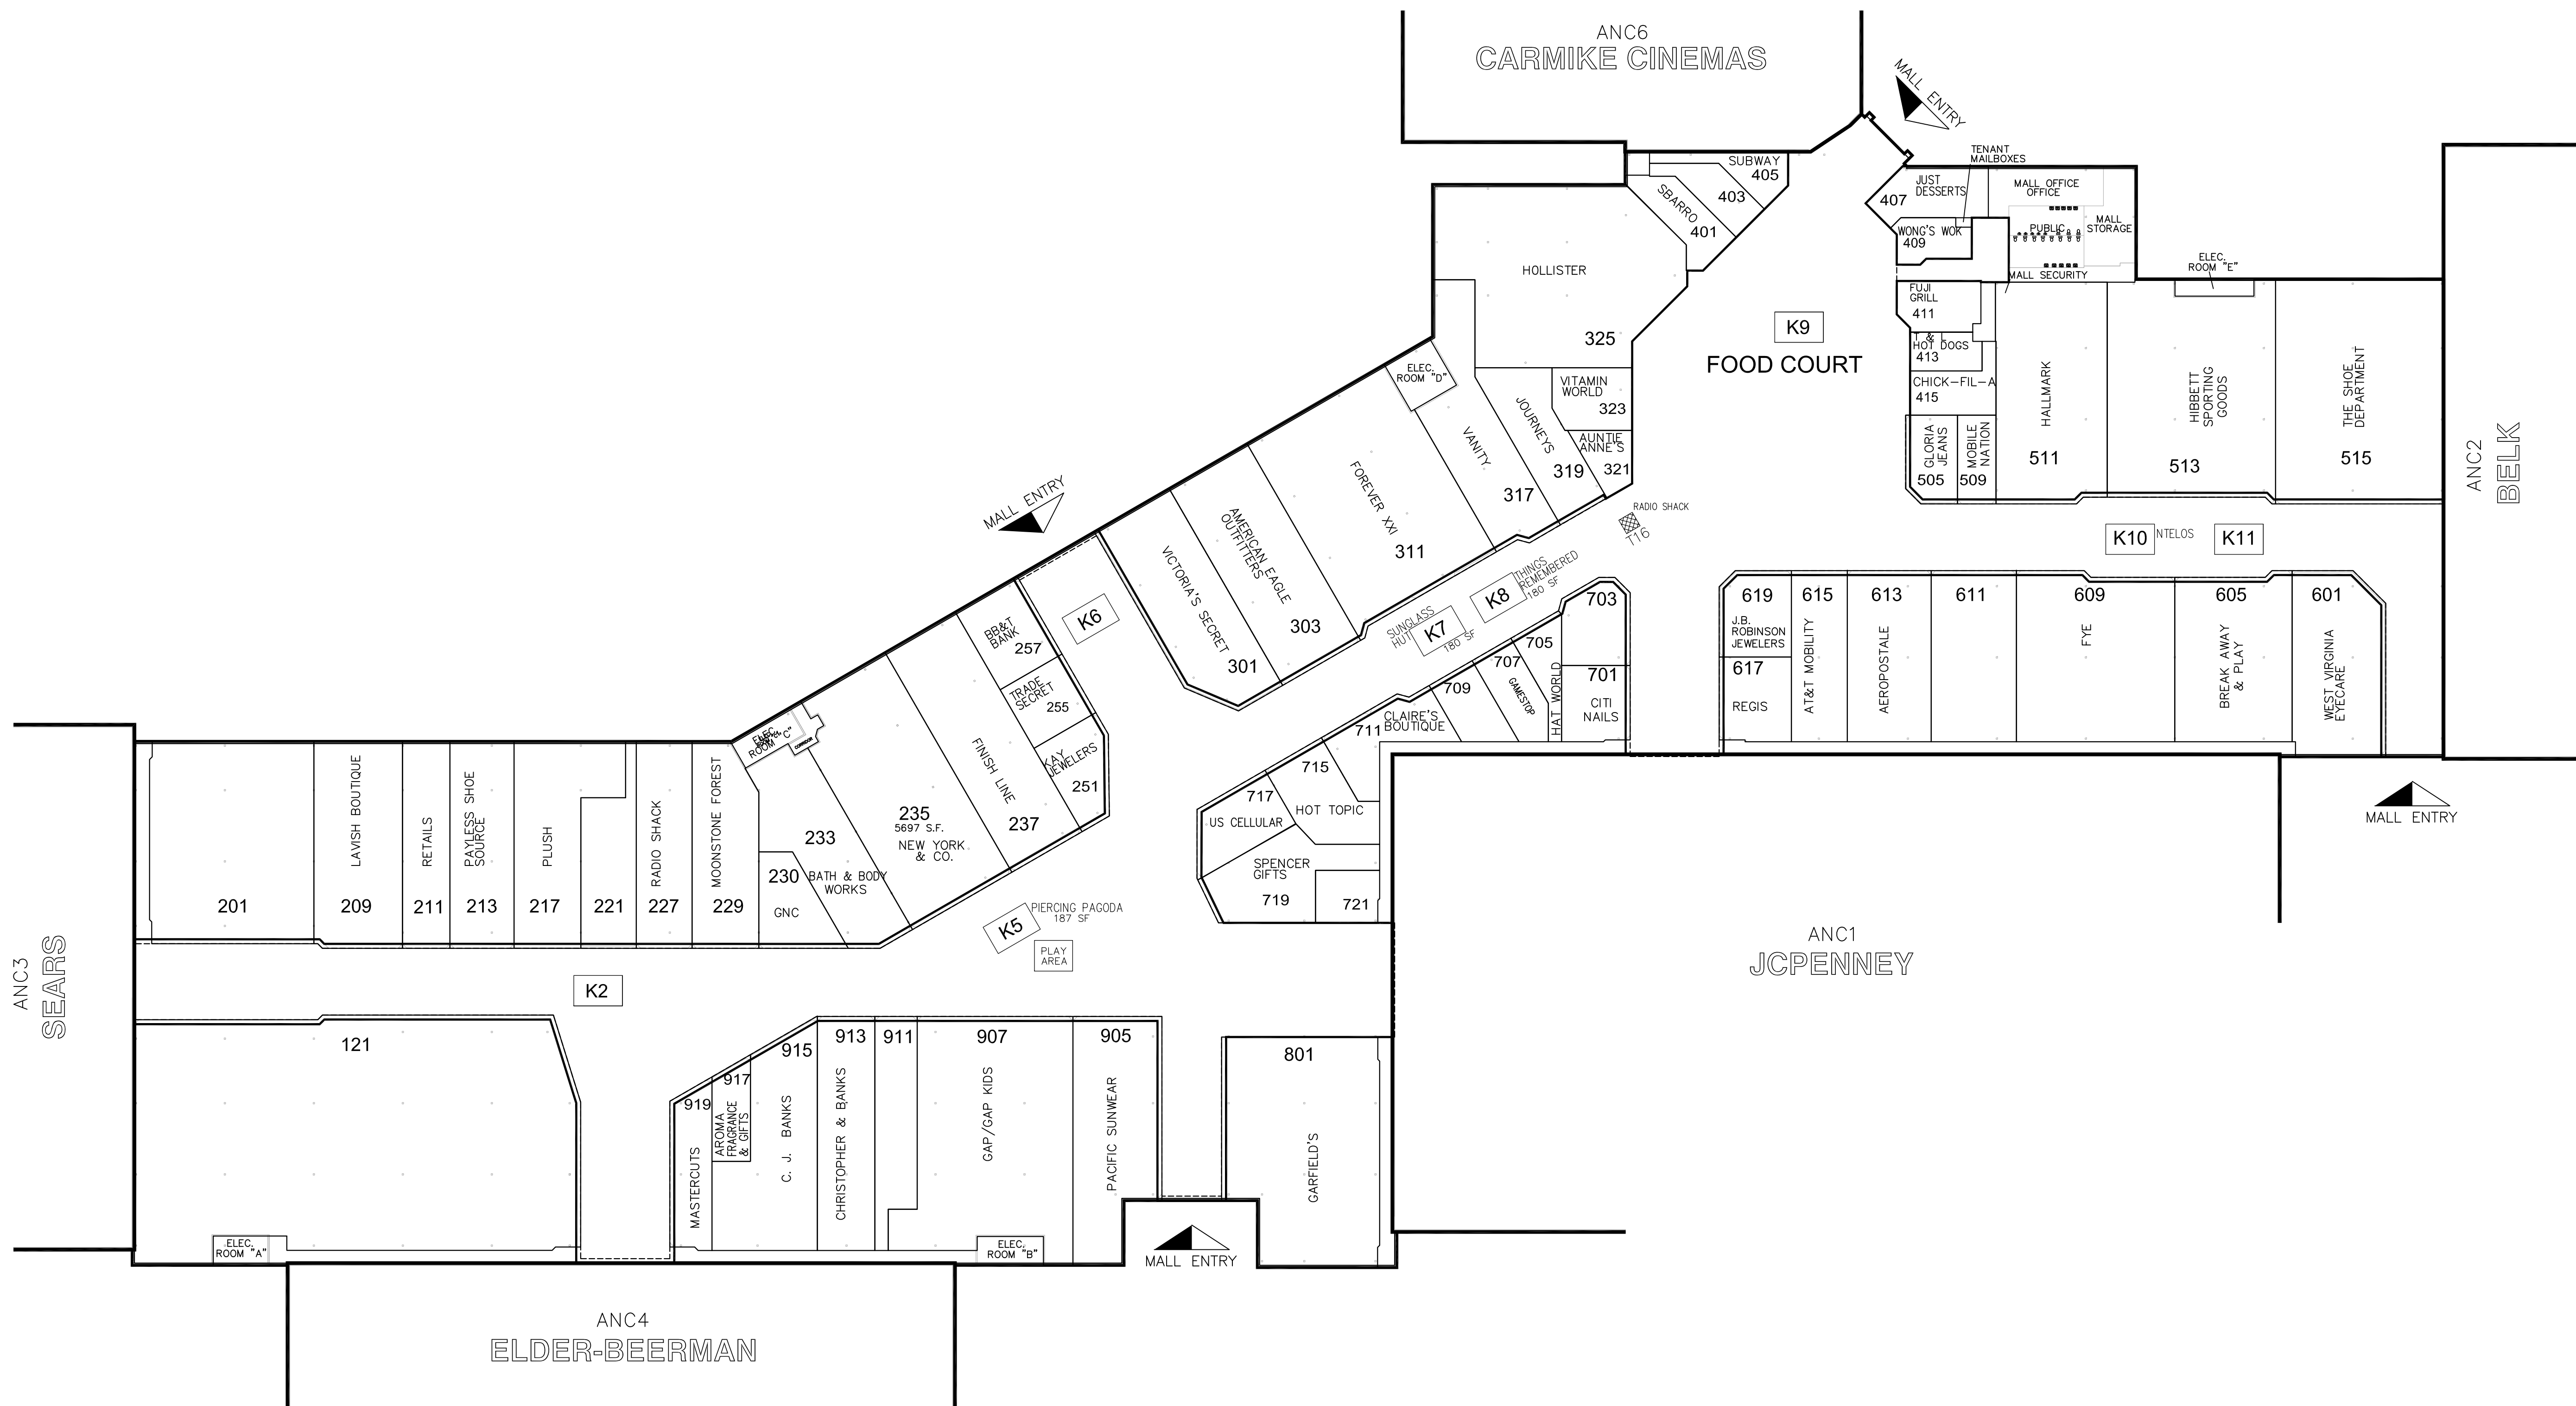 ANC6
CARMIKE CINEMAS
MALL ENTRY
SUBWAY
405
403
SBARRO
401
TENANT
MAILBOXES
JUST
DESSERTS
407
MALL OFFICE
OFFICE
WONG'S WOK
409
PUBLIC
MALL
STORAGE
MALL SECURITY
ELEC.
ROOM "E"
FUJI
GRILL
411
T & L
HOT DOGS
413
CHICK-FIL-A
415
GLORIA
JEANS
505
MOBILE
NATION
509
HALLMARK
511
HIBBETT
SPORTING
GOODS
513
THE SHOE
DEPARTMENT
515
ANC2
BELK
HOLLISTER
325
K9
FOOD COURT
ELEC.
ROOM "D"
VITAMIN
WORLD
323
AUNTIE
ANNE'S
321
JOURNEYS
319
VANITY
317
FOREVER XXI
311
AMERICAN EAGLE
OUTFITTERS
303
VICTORIA'S SECRET
301
MALL ENTRY
RADIO SHACK
T16
K10
NTELOS
K11
THINGS
REMEMBERED
180 SF
K8
SUNGLASS
HUT
K7
180 SF
K6
BB&T
BANK
257
TRADE
SECRET
255
KAY
JEWELERS
251
FINISH LINE
237
235
5697 S.F.
NEW YORK
& CO.
ELEC.
ROOM "C"
CORRIDOR
233
BATH & BODY
WORKS
230
GNC
MOONSTONE FOREST
229
RADIO SHACK
227
221
PLUSH
217
PAYLESS SHOE
SOURCE
213
RETAILS
211
LAVISH BOUTIQUE
209
201
ANC3
SEARS
703
701
CITI
NAILS
705
HAT WORLD
707
GAMESTOP
709
CLAIRE'S
BOUTIQUE
711
715
HOT TOPIC
717
US CELLULAR
SPENCER
GIFTS
719
721
619
J.B.
ROBINSON
JEWELERS
617
REGIS
615
AT&T MOBILITY
613
AEROPOSTALE
611
609
FYE
605
BREAK AWAY
& PLAY
601
WEST VIRGINIA
EYECARE
MALL ENTRY
ANC1
JCPENNEY
K5
PIERCING PAGODA
187 SF
PLAY
AREA
K2
121
ELEC.
ROOM "A"
919
MASTERCUTS
917
AROMA
FRAGRANCE
& GIFTS
915
C. J. BANKS
913
CHRISTOPHER & BANKS
911
907
GAP/GAP KIDS
ELEC.
ROOM "B"
905
PACIFIC SUNWEAR
801
GARFIELD'S
MALL ENTRY
ANC4
ELDER-BEERMAN